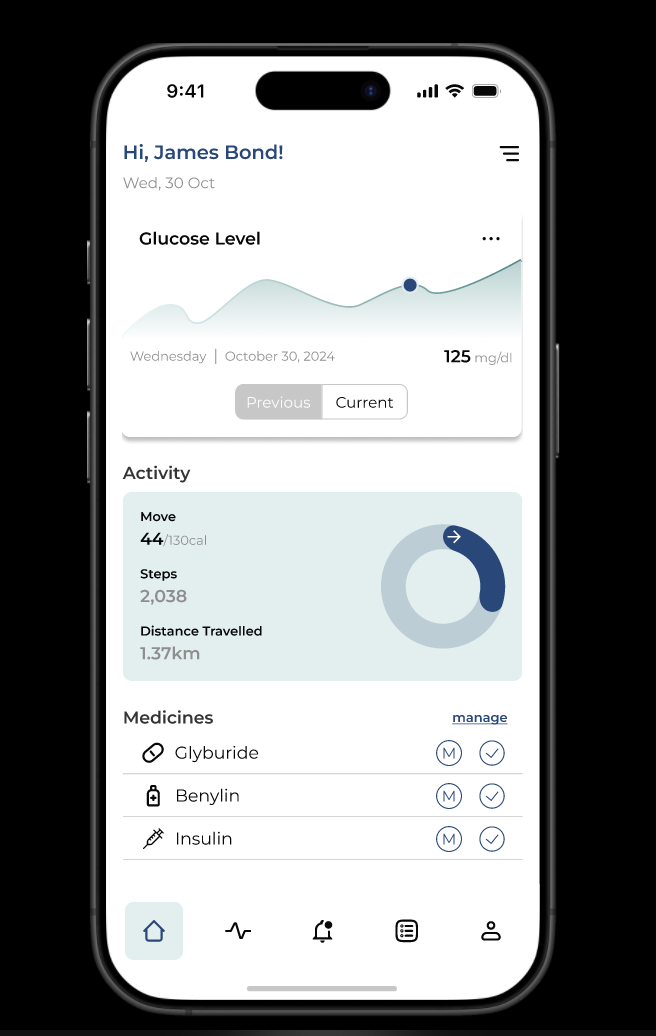 9:41
Hi, James Bond!
Wed, 30 Oct
Glucose Level
Wednesday | October 30, 2024 125 mg/dl
Previous Current
Activity
Move
44/130cal
Steps
2,038
Distance Travelled
1.37km
Medicines manage
Glyburide M
Benylin M
Insulin M